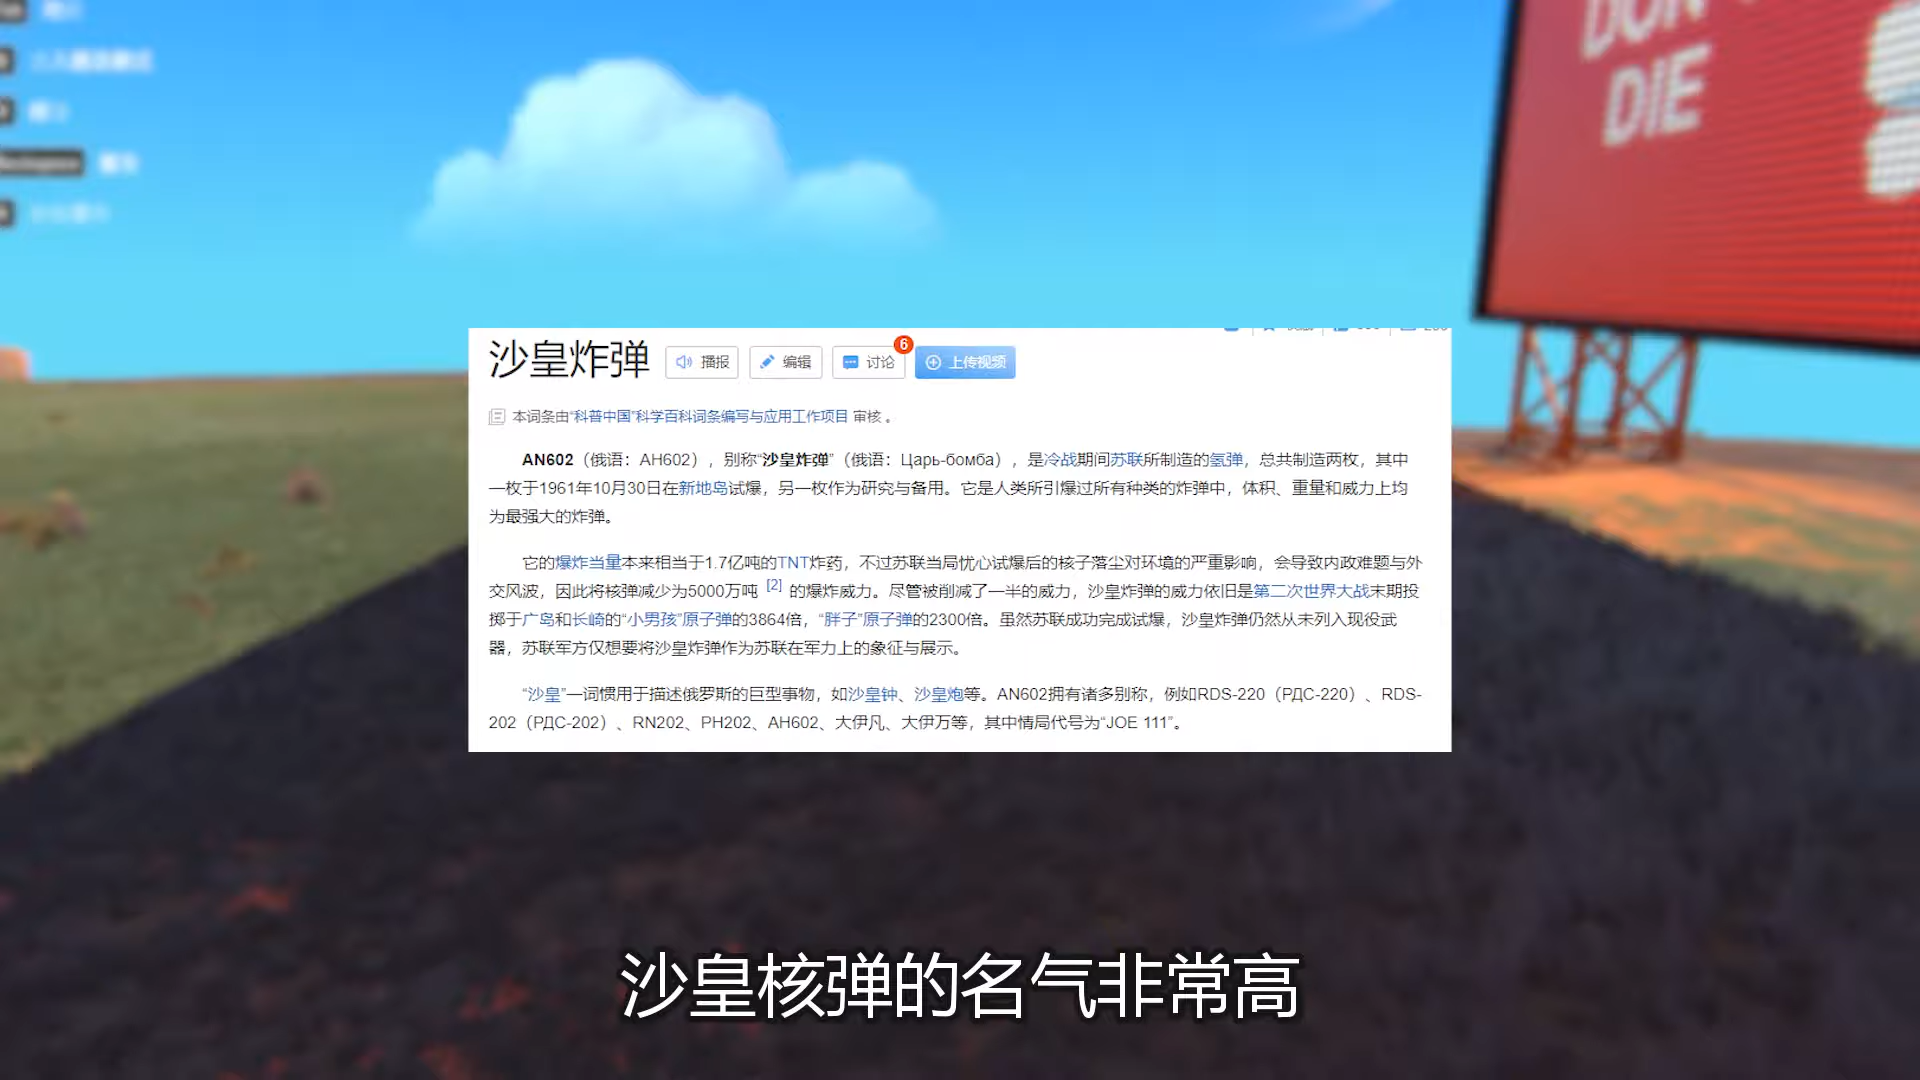 DON'T
DIE
沙皇炸弹 播报 编辑 讨论 6 上传视频
本词条由“科普中国”科学百科词条编写与应用工作项目 审核 。
AN602（俄语：АН602），别称“沙皇炸弹”（俄语：Царь-бомба），是冷战期间苏联所制造的氢弹，总共制造两枚，其中
一枚于1961年10月30日在新地岛试爆，另一枚作为研究与备用。它是人类所引爆过所有种类的炸弹中，体积、重量和威力上均
为最强大的炸弹。
它的爆炸当量本来相当于1.7亿吨的TNT炸药，不过苏联当局忧心试爆后的核子落尘对环境的严重影响，会导致内政难题与外
交风波，因此将核弹减少为5000万吨 [2] 的爆炸威力。尽管被削减了一半的威力，沙皇炸弹的威力依旧是第二次世界大战末期投
掷于广岛和长崎的“小男孩”原子弹的3864倍，“胖子”原子弹的2300倍。虽然苏联成功完成试爆，沙皇炸弹仍然从未列入现役武
器，苏联军方仅想要将沙皇炸弹作为苏联在军力上的象征与展示。
“沙皇”一词惯用于描述俄罗斯的巨型事物，如沙皇钟、沙皇炮等。AN602拥有诸多别称，例如RDS-220（РДС-220）、RDS-
202（РДС-202）、RN202、PH202、AH602、大伊凡、大伊万等，其中情局代号为“JOE 111”。
沙皇核弹的名气非常高